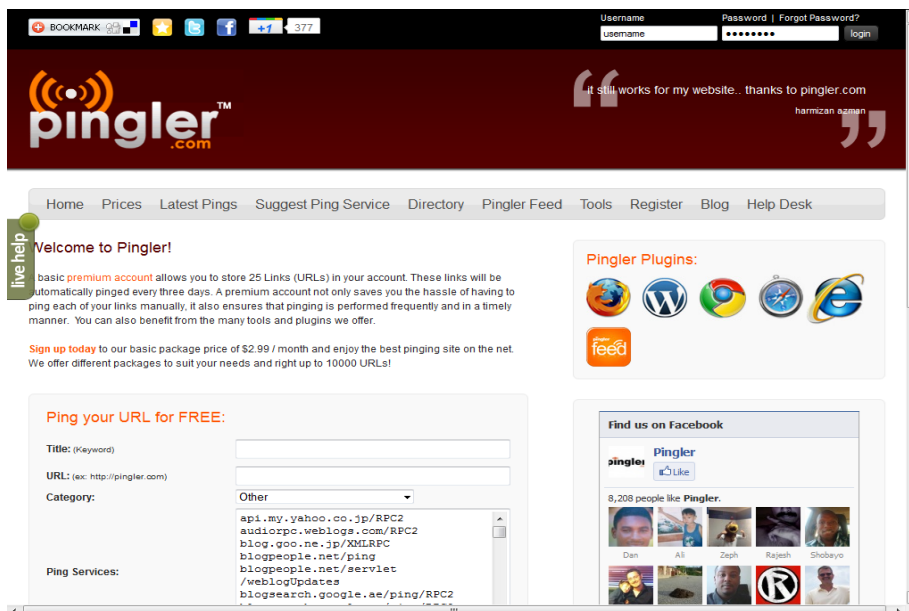 BOOKMARK
+1
377
Username
Password | Forgot Password?
username
login
pingler™
.com
it still works for my website.. thanks to pingler.com
harmizan azman
Home Prices Latest Pings Suggest Ping Service Directory Pingler Feed Tools Register Blog Help Desk
live help
Welcome to Pingler!
A basic premium account allows you to store 25 Links (URLs) in your account. These links will be
automatically pinged every three days. A premium account not only saves you the hassle of having to
ping each of your links manually, it also ensures that pinging is performed frequently and in a timely
manner. You can also benefit from the many tools and plugins we offer.
Sign up today to our basic package price of $2.99 / month and enjoy the best pinging site on the net.
We offer different packages to suit your needs and right up to 10000 URLs!
Pingler Plugins:
feed
Ping your URL for FREE:
Title: (Keyword)
URL: (ex: http://pingler.com)
Category:
Other
Ping Services:
api.my.yahoo.co.jp/RPC2
audiorpc.weblogs.com/RPC2
blog.goo.ne.jp/XMLRPC
blogpeople.net/ping
blogpeople.net/servlet
/weblogUpdates
blogsearch.google.ae/ping/RPC2
Find us on Facebook
pingler
Pingler
Like
8,208 people like Pingler.
Dan Ali Zeph Rajesh Shobayo